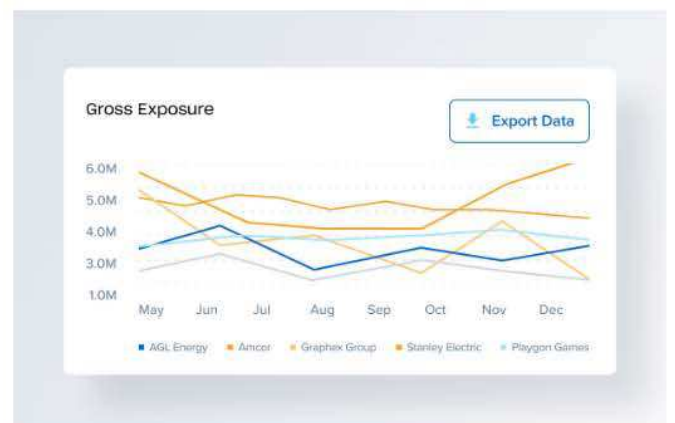 Gross Exposure
Export Data
6.0M
5.0M
4.0M
3.0M
1.0M
May Jun Jul Aug Sep Oct Nov Dec
AGL Energy Amcor Graphex Group Stanley Electric Playgon Games